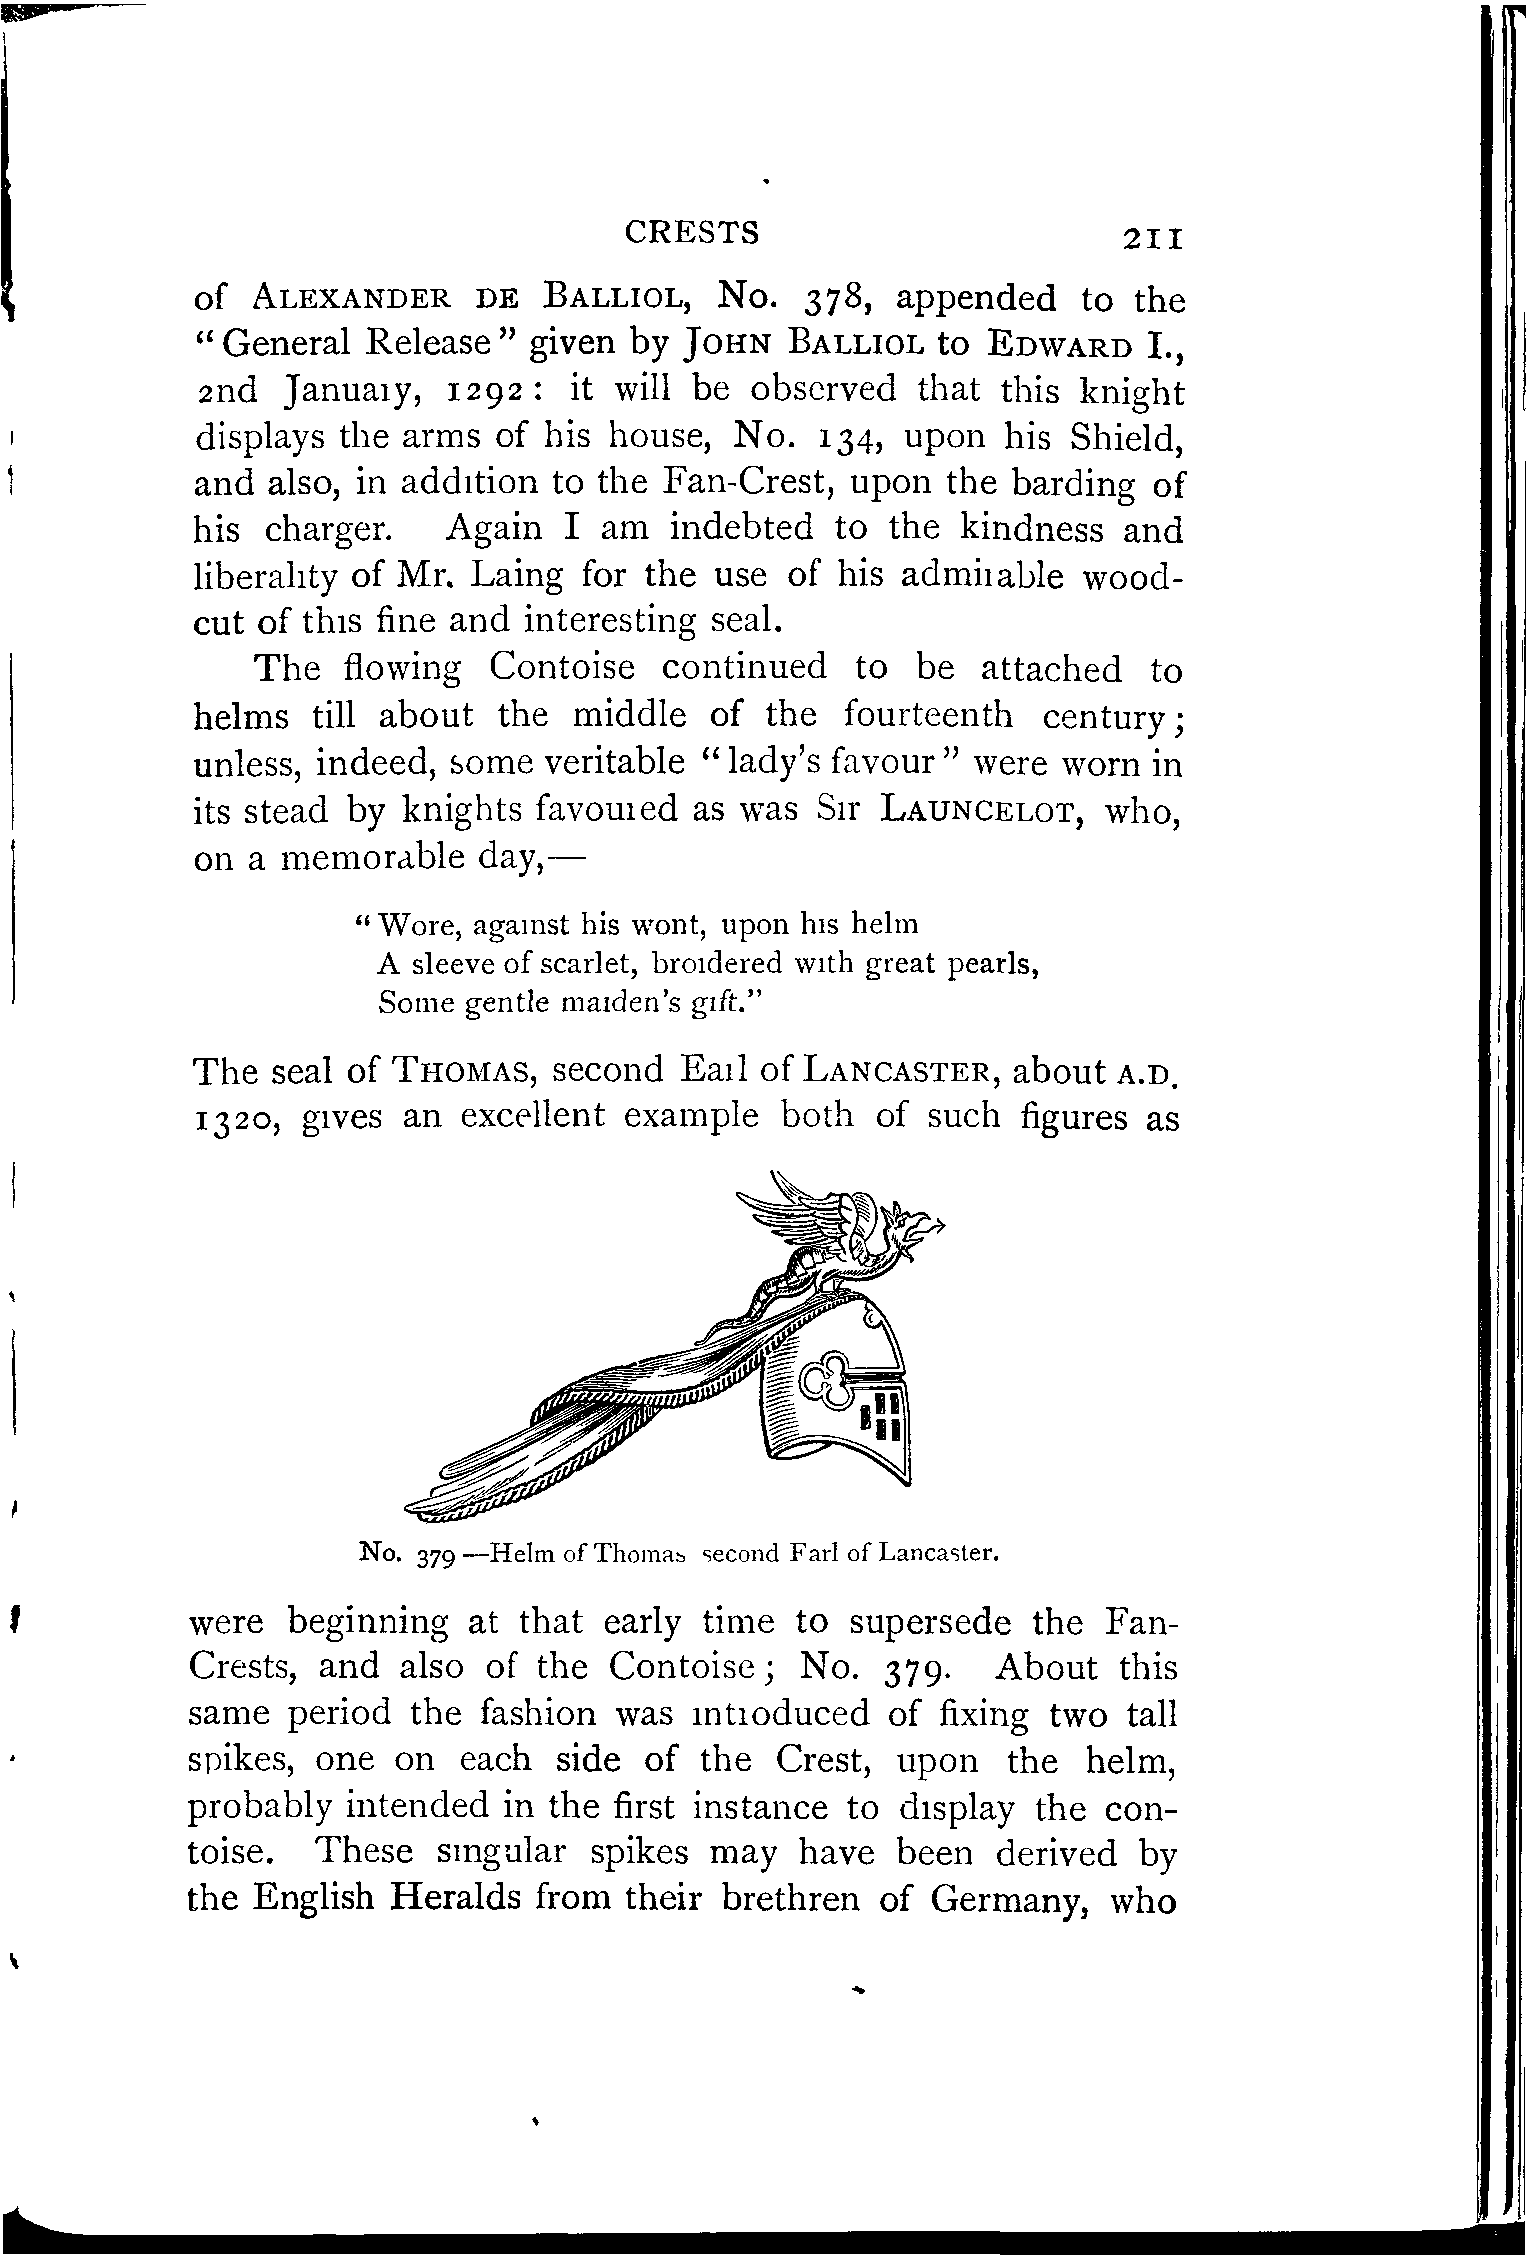 CRESTS 211
of ALEXANDER DE BALLIOL, No. 378, appended to the
“General Release” given by JOHN BALLIOL to EDWARD I.,
2nd January, 1292: it will be observed that this knight
displays the arms of his house, No. 134, upon his Shield,
and also, in addition to the Fan-Crest, upon the barding of
his charger. Again I am indebted to the kindness and
liberality of Mr. Laing for the use of his admirable wood-
cut of this fine and interesting seal.
The flowing Contoise continued to be attached to
helms till about the middle of the fourteenth century;
unless, indeed, some veritable “lady's favour” were worn in
its stead by knights favoured as was Sir LAUNCELOT, who,
on a memorable day,—
“Wore, against his wont, upon his helm
A sleeve of scarlet, broidered with great pearls,
Some gentle maiden's gift.”
The seal of THOMAS, second Earl of LANCASTER, about A.D.
1320, gives an excellent example both of such figures as
No. 379—Helm of Thomas second Earl of Lancaster.
were beginning at that early time to supersede the Fan-
Crests, and also of the Contoise; No. 379. About this
same period the fashion was introduced of fixing two tall
spikes, one on each side of the Crest, upon the helm,
probably intended in the first instance to display the con-
toise. These singular spikes may have been derived by
the English Heralds from their brethren of Germany, who